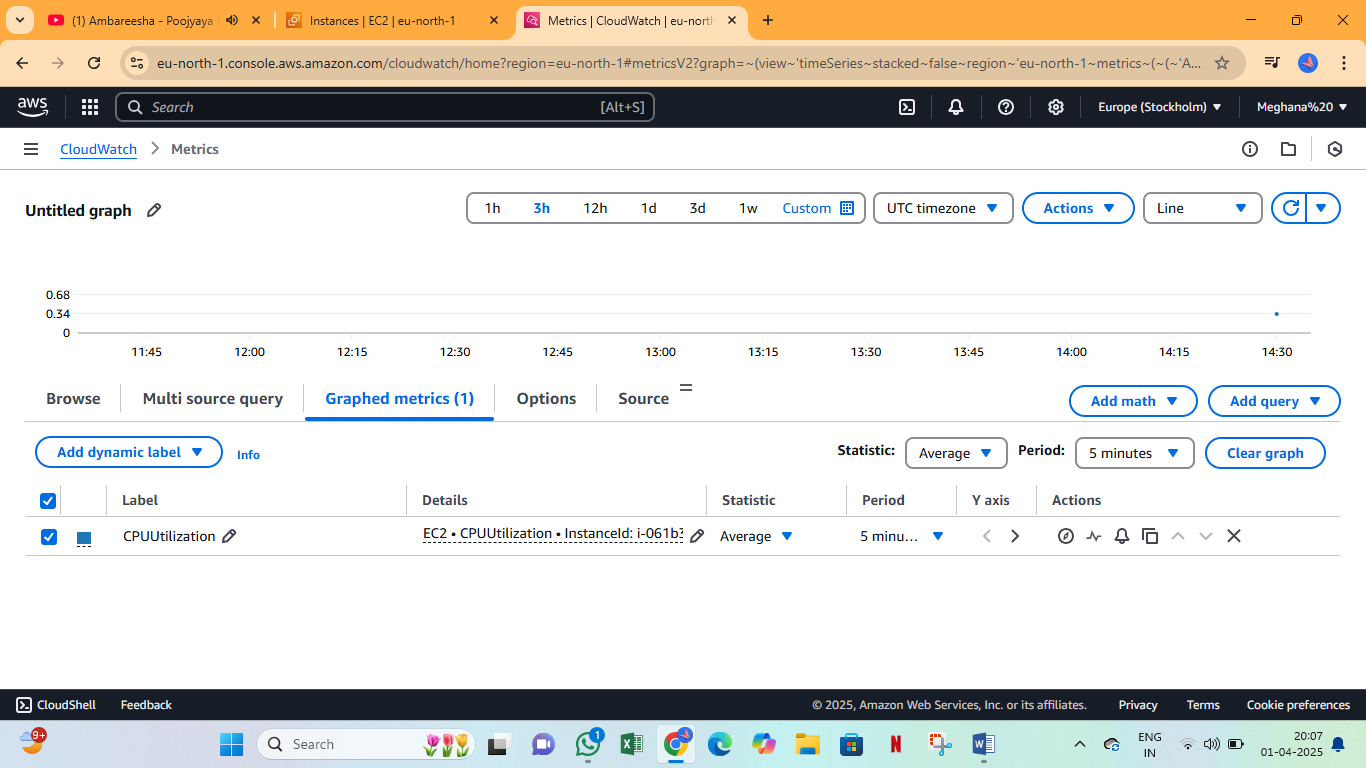 (1) Ambareesha - Poojyaya
Instances | EC2 | eu-north-1
Metrics | CloudWatch | eu-north
eu-north-1.console.aws.amazon.com/cloudwatch/home?region=eu-north-1#metricsV2?graph=~(view~'timeSeries~stacked~false~region~'eu-north-1~metrics~(~(~'A...
aws
Search
[Alt+S]
Europe (Stockholm)
Meghana%20
CloudWatch > Metrics
Untitled graph
1h 3h 12h 1d 3d 1w Custom
UTC timezone
Actions
Line
0.68
0.34
0
11:45 12:00 12:15 12:30 12:45 13:00 13:15 13:30 13:45 14:00 14:15 14:30
Browse
Multi source query
Graphed metrics (1)
Options
Source
Add math
Add query
Add dynamic label
Info
Statistic: Average
Period: 5 minutes
Clear graph
Label Details Statistic Period Y axis Actions
CPUUtilization EC2 • CPUUtilization • InstanceId: i-061b3 Average 5 minu...
CloudShell
Feedback
© 2025, Amazon Web Services, Inc. or its affiliates.
Privacy
Terms
Cookie preferences
9+
Search
1
ENG
IN
20:07
01-04-2025